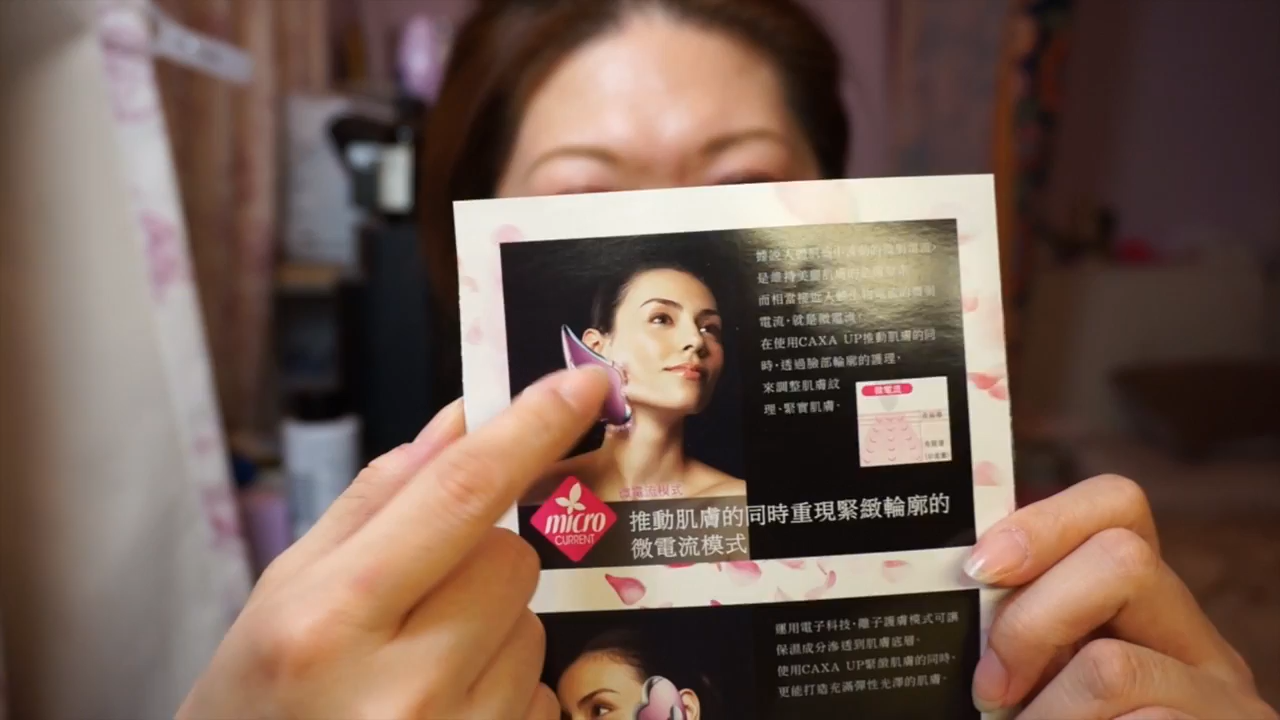 是維持美麗肌膚的
電流,就是微電流。
在使用CAXA UP推動肌膚的同
時,透過臉部輪廓的護理,
來調整肌膚紋
理、緊實肌膚。
微電流
micro
CURRENT
微電流模式
推動肌膚的同時重現緊緻輪廓的
微電流模式
運用電子科技,離子護膚模式可讓
保濕成分滲透到肌膚底層。
使用CAXA UP緊緻肌膚的同時,
更能打造充滿彈性光澤的肌膚。